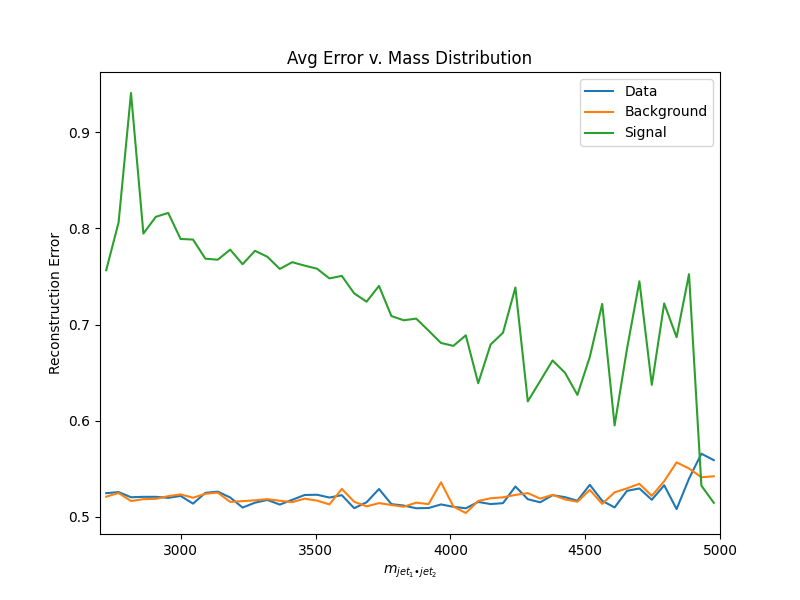 Avg Error v. Mass Distribution
Data
Background
Signal
Reconstruction Error
0.9
0.8
0.7
0.6
0.5
3000 3500 4000 4500 5000
m_{jet_1•jet_2}